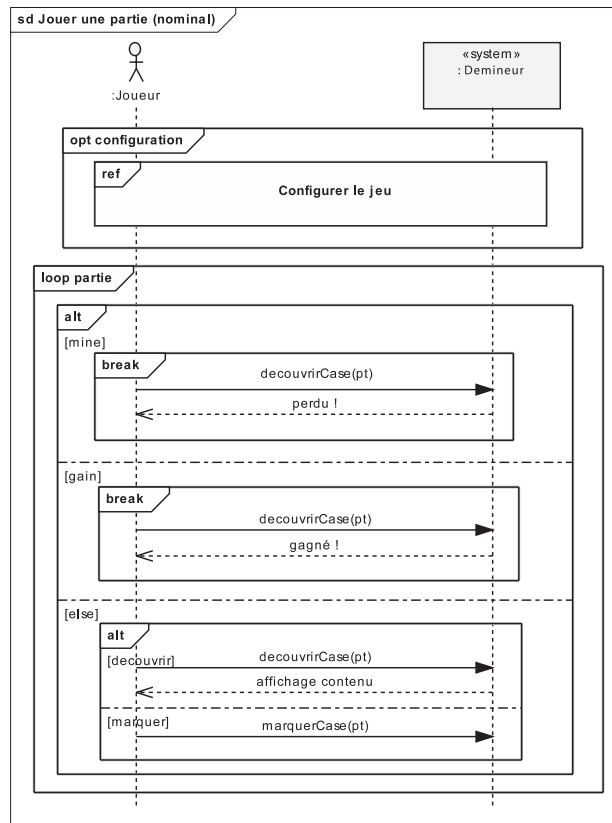 sd Jouer une partie (nominal)
«system»
: Demineur
:Joueur
opt configuration
ref
Configurer le jeu
loop partie
alt
[mine]
break
decouvrirCase(pt)
perdu !
[gain]
break
decouvrirCase(pt)
gagné !
[else]
alt
[decouvrir]
decouvrirCase(pt)
affichage contenu
[marquer]
marquerCase(pt)